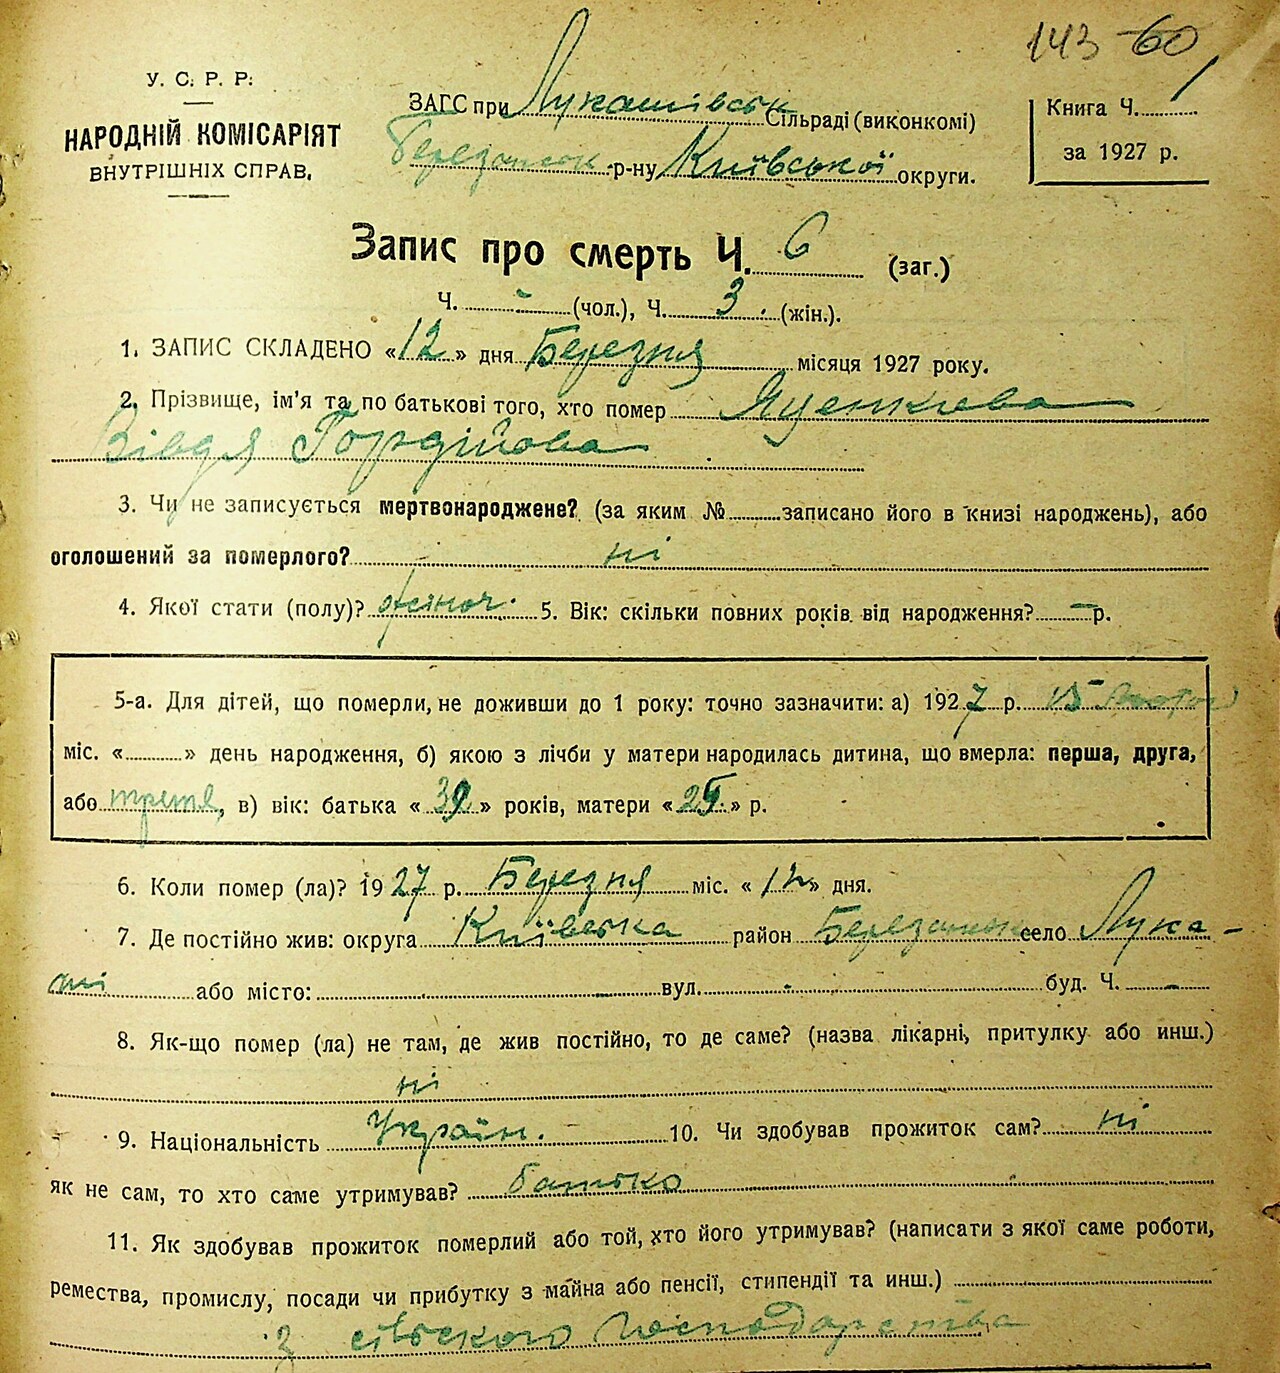 143 60
У. С. Р. Р.
НАРОДНІЙ КОМІСАРІЯТ
ВНУТРІШНІХ СПРАВ.
ЗАГС при Лукашівськ Сільраді (виконкомі)
Березанськ. р-ну Київської округи.
Книга Ч.
за 1927 р.
Запис про смерть Ч. 6 (заг.)
Ч. - (чол.), Ч. 3. (жін.).
1. ЗАПИС СКЛАДЕНО «12» дня Березня місяця 1927 року.
2. Прізвище, ім'я та по батькові того, хто помер Яценкова
Вівдя Гордійова
3. Чи не записується мертвонароджене? (за яким № записано його в книзі народжень), або
оголошений за померлого? ні
4. Якої стати (полу)? жіноч. 5. Вік: скільки повних років від народження? — р.
5-а. Для дітей, що померли, не доживши до 1 року: точно зазначити: а) 1927 р. 15 Лютого
міс. « » день народження, б) якою з лічби у матери народилась дитина, що вмерла: перша, друга,
або третя, в) вік: батька «39» років, матери «25» р.
6. Коли помер (ла)? 1927 р. Березня міс. «12» дня.
7. Де постійно жив: округа Київська район Березанськ село Лука-
ші або місто: - вул. - буд. Ч. -
8. Як-що помер (ла) не там, де жив постійно, то де саме? (назва лікарні, притулку або инш.)
ні
9. Національність Україн. 10. Чи здобував прожиток сам? ні
як не сам, то хто саме утримував? батько
11. Як здобував прожиток померлий або той, хто його утримував? (написати з якої саме роботи,
ремества, промислу, посади чи прибутку з майна або пенсії, стипендії та инш.)
З сівського господарства